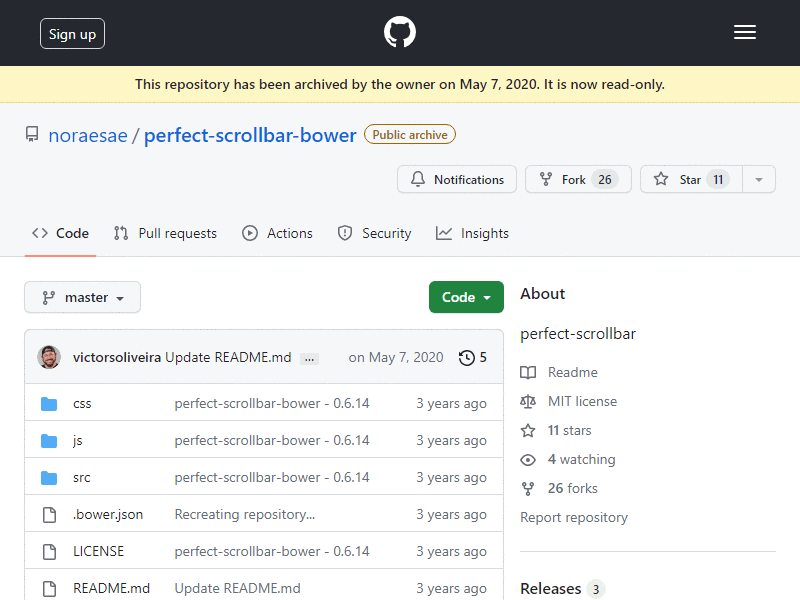 Sign up
This repository has been archived by the owner on May 7, 2020. It is now read-only.
noraesae / perfect-scrollbar-bower Public archive
Notifications Fork 26 Star 11
Code Pull requests Actions Security Insights
master Code
victorsoliveira Update README.md ... on May 7, 2020 5
css perfect-scrollbar-bower - 0.6.14 3 years ago
js perfect-scrollbar-bower - 0.6.14 3 years ago
src perfect-scrollbar-bower - 0.6.14 3 years ago
.bower.json Recreating repository... 3 years ago
LICENSE perfect-scrollbar-bower - 0.6.14 3 years ago
README.md Update README.md 3 years ago
About
perfect-scrollbar
Readme
MIT license
11 stars
4 watching
26 forks
Report repository
Releases 3